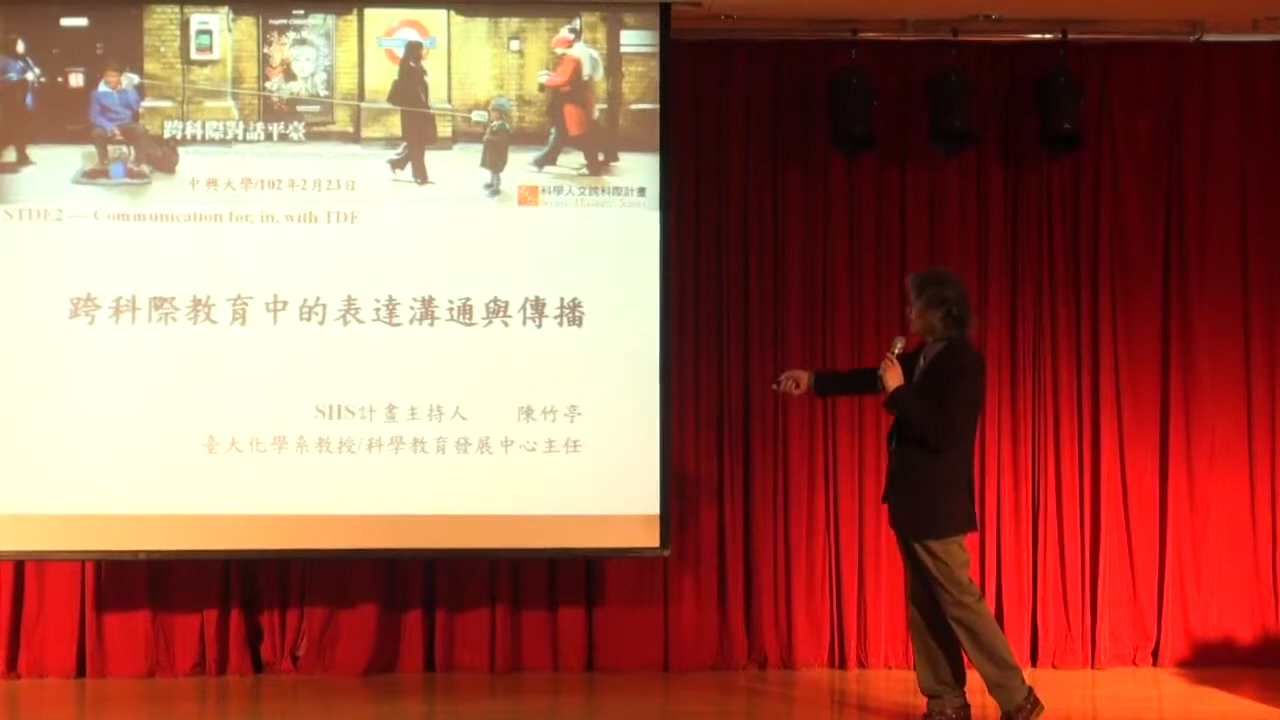 HAPPY CHRISTMAS
跨科際對話平臺
中興大學/102年2月23日
科學人文跨科際計畫
STDE2 — Communication for, in, with TDE
跨科際教育中的表達溝通與傳播
SHS計畫主持人 陳竹亭
臺大化學系教授/科學教育發展中心主任